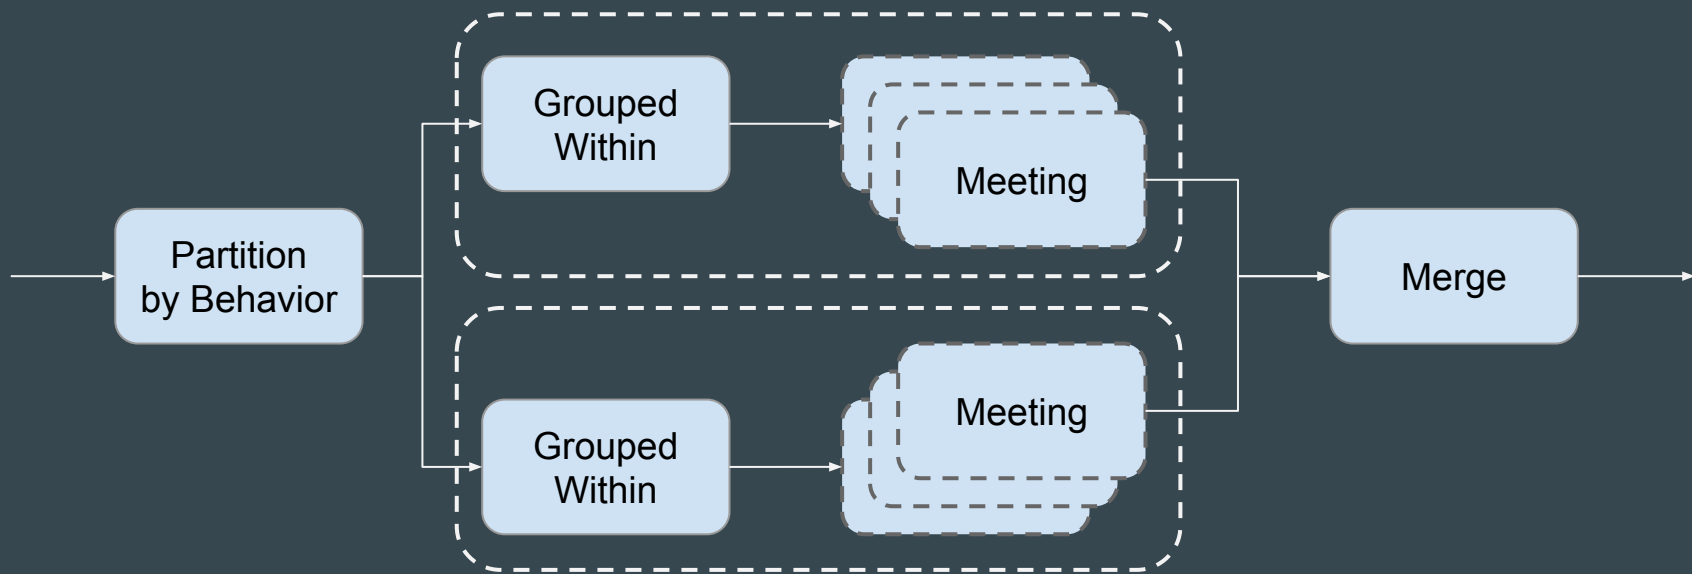 Partition
by Behavior
Grouped
Within
Meeting
Grouped
Within
Meeting
Merge